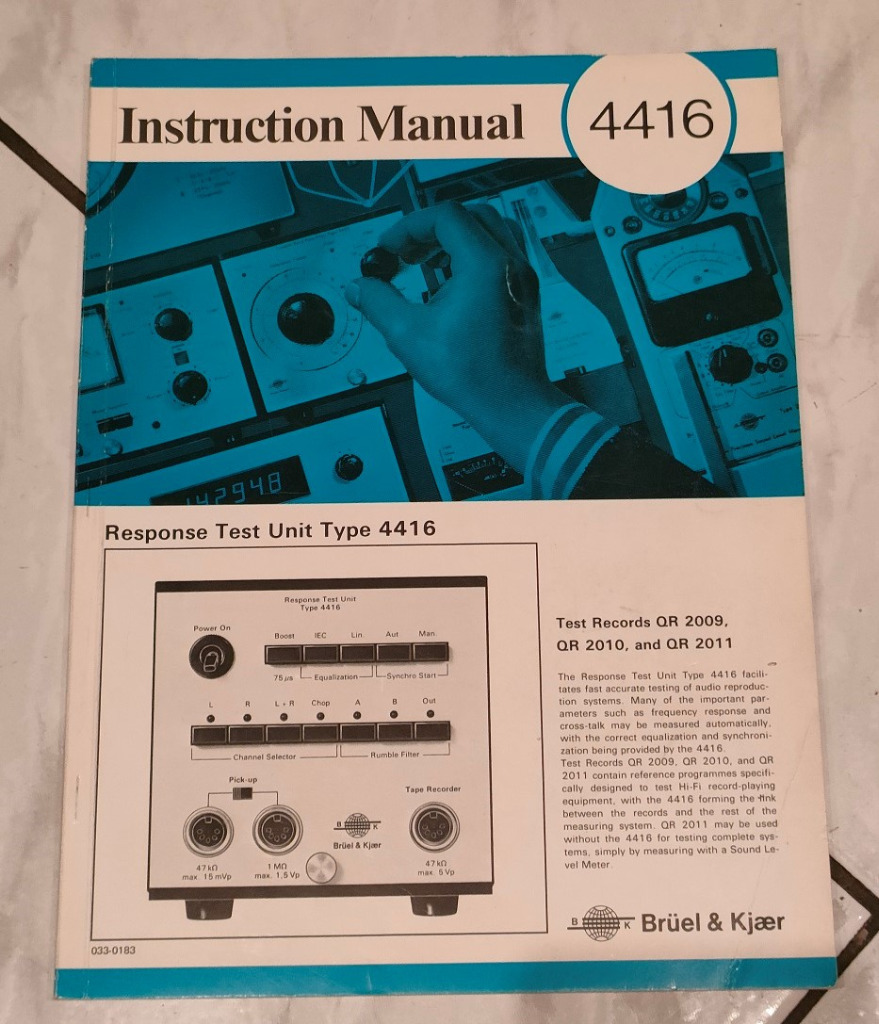 Instruction Manual
4416
14294.8
Response Test Unit Type 4416
Response Test Unit
Type 4416
Power On
Boost IEC Lin. Aut Man.
75 µs Equalization Synchro Start
L R L + R Chop A B Out
Channel Selector Rumble Filter
Pick-up
Tape Recorder
B K
Brüel & Kjær
47 kΩ
max. 15 mVp
1 MΩ
max. 1,5 Vp
47 kΩ
max. 5 Vp
033-0183
Test Records QR 2009,
QR 2010, and QR 2011
The Response Test Unit Type 4416 facili-
tates fast accurate testing of audio reproduc-
tion systems. Many of the important par-
ameters such as frequency response and
cross-talk may be measured automatically,
with the correct equalization and synchroni-
zation being provided by the 4416.
Test Records QR 2009, QR 2010, and QR
2011 contain reference programmes specifi-
cally designed to test Hi-Fi record-playing
equipment, with the 4416 forming the link
between the records and the rest of the
measuring system. QR 2011 may be used
without the 4416 for testing complete sys-
tems, simply by measuring with a Sound Le-
vel Meter.
B K Brüel & Kjær